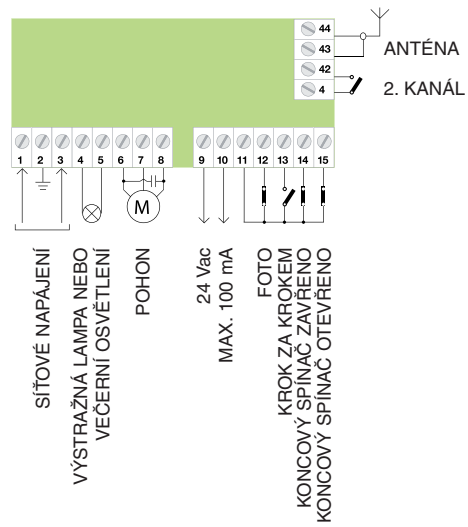 44
43
42
4
ANTÉNA
2. KANÁL
1 2 3 4 5 6 7 8 9 10 11 12 13 14 15
M
SÍŤOVÉ NAPÁJENÍ
VÝSTRAŽNÁ LAMPA NEBO
VEČERNÍ OSVĚTLENÍ
POHON
24 Vac
MAX. 100 mA
FOTO
KROK ZA KROKEM
KONCOVÝ SPÍNAČ ZAVŘENO
KONCOVÝ SPÍNAČ OTEVŘENO